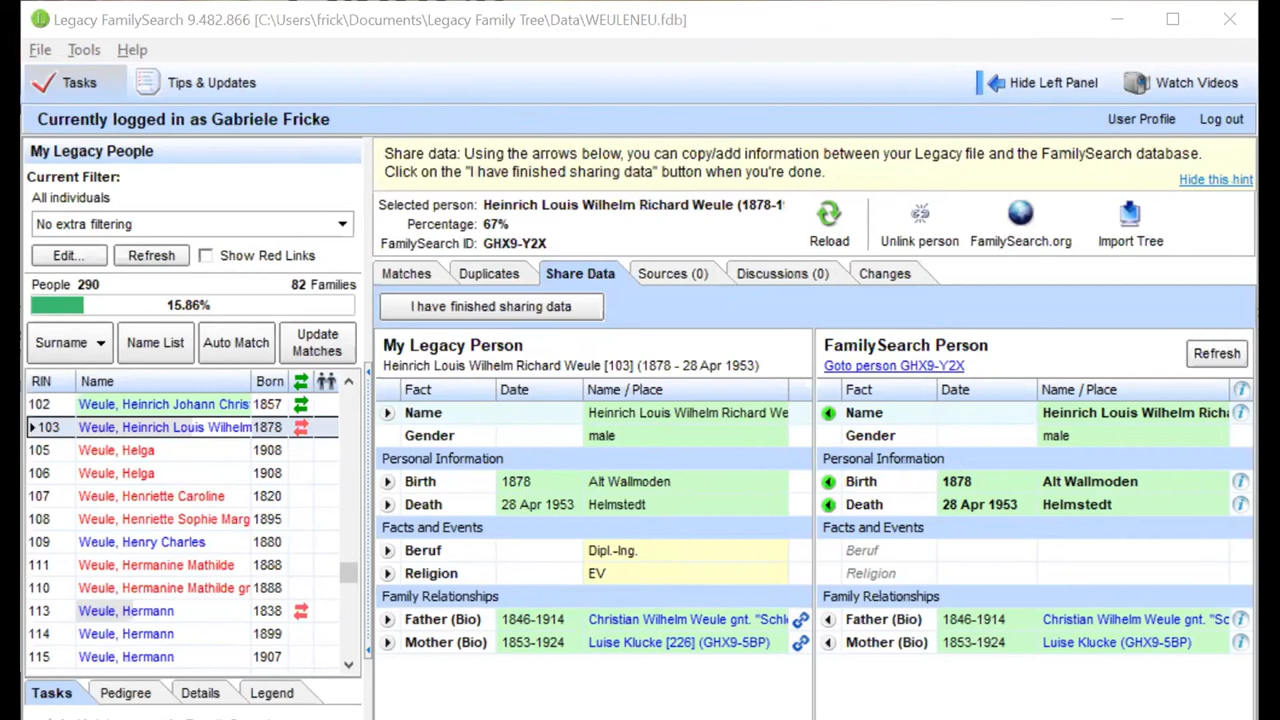 Legacy FamilySearch 9.482.866 [C:\Users\frick\Documents\Legacy Family Tree\Data\WEULENEU.fdb]
File Tools Help
Tasks Tips & Updates Hide Left Panel Watch Videos
Currently logged in as Gabriele Fricke User Profile Log out
My Legacy People
Current Filter:
All individuals
No extra filtering
Edit... Refresh Show Red Links
People 290 82 Families
15.86%
Surname Name List Auto Match Update Matches
RIN Name Born
102 Weule, Heinrich Johann Chris 1857
103 Weule, Heinrich Louis Wilhelm 1878
105 Weule, Helga 1908
106 Weule, Helga 1908
107 Weule, Henriette Caroline 1820
108 Weule, Henriette Sophie Marg 1895
109 Weule, Henry Charles 1880
111 Weule, Hermanine Mathilde 1888
110 Weule, Hermanine Mathilde gr 1888
113 Weule, Hermann 1838
114 Weule, Hermann 1899
115 Weule, Hermann 1907
Tasks Pedigree Details Legend
Share data: Using the arrows below, you can copy/add information between your Legacy file and the FamilySearch database.
Click on the "I have finished sharing data" button when you're done.
Hide this hint
Selected person: Heinrich Louis Wilhelm Richard Weule (1878-1
Percentage: 67%
FamilySearch ID: GHX9-Y2X
Reload Unlink person FamilySearch.org Import Tree
Matches Duplicates Share Data Sources (0) Discussions (0) Changes
I have finished sharing data
My Legacy Person
Heinrich Louis Wilhelm Richard Weule [103] (1878 - 28 Apr 1953)
Fact Date Name / Place
Name Heinrich Louis Wilhelm Richard We
Gender male
Personal Information
Birth 1878 Alt Wallmoden
Death 28 Apr 1953 Helmstedt
Facts and Events
Beruf Dipl.-Ing.
Religion EV
Family Relationships
Father (Bio) 1846-1914 Christian Wilhelm Weule gnt. "Schl
Mother (Bio) 1853-1924 Luise Klucke [226] (GHX9-5BP)
FamilySearch Person
Goto person GHX9-Y2X
Refresh
Fact Date Name / Place
Name Heinrich Louis Wilhelm Richa
Gender male
Personal Information
Birth 1878 Alt Wallmoden
Death 28 Apr 1953 Helmstedt
Facts and Events
Beruf
Religion
Family Relationships
Father (Bio) 1846-1914 Christian Wilhelm Weule gnt. "Sc
Mother (Bio) 1853-1924 Luise Klucke (GHX9-5BP)